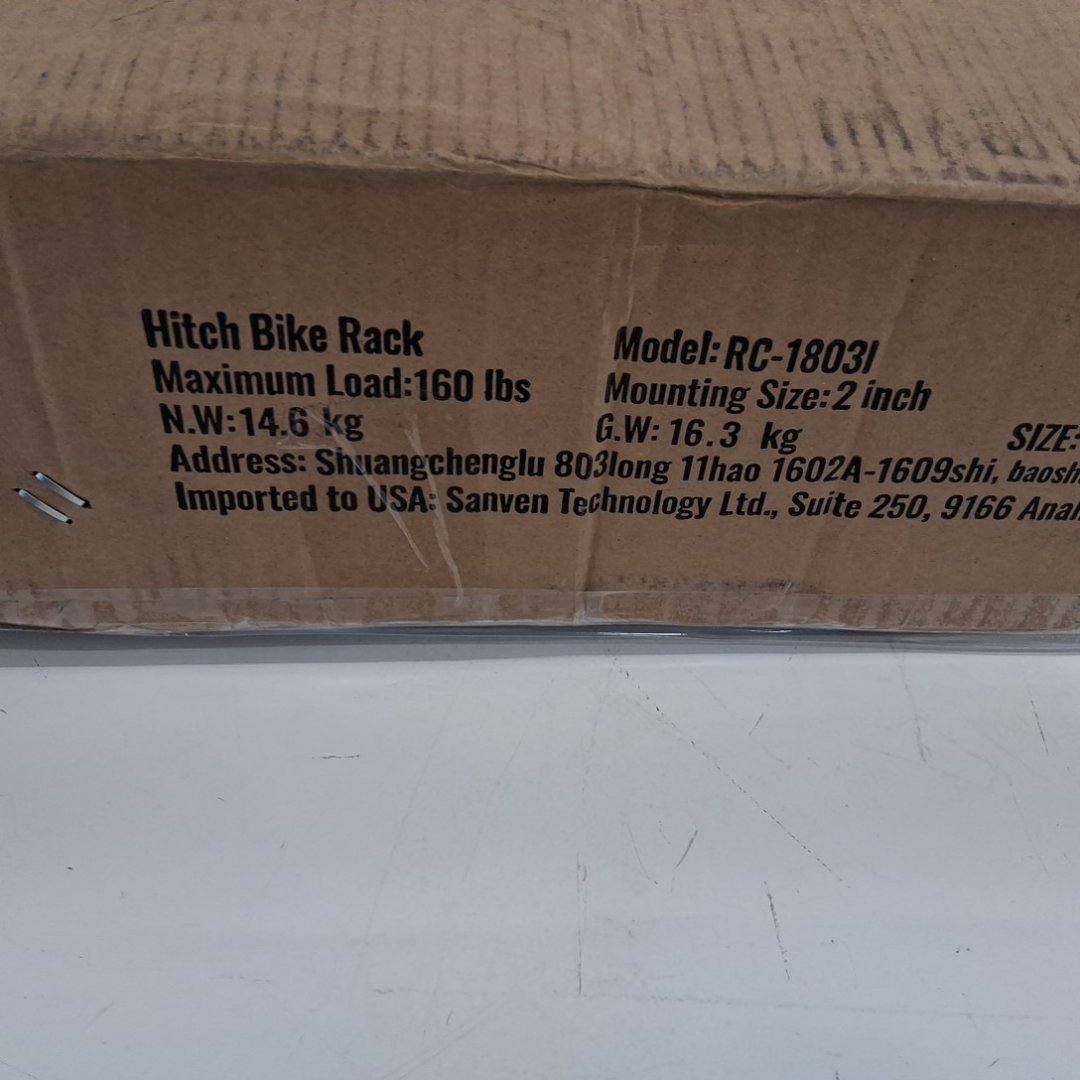 Hitch Bike Rack Model: RC-1803I
Maximum Load:160 lbs Mounting Size:2 inch
N.W:14.6 kg G.W: 16.3 kg SIZE:
Address: Shuangchenglu 803long 11hao 1602A-1609shi,
Imported to USA: Sanven Technology Ltd., Suite 250, 9166